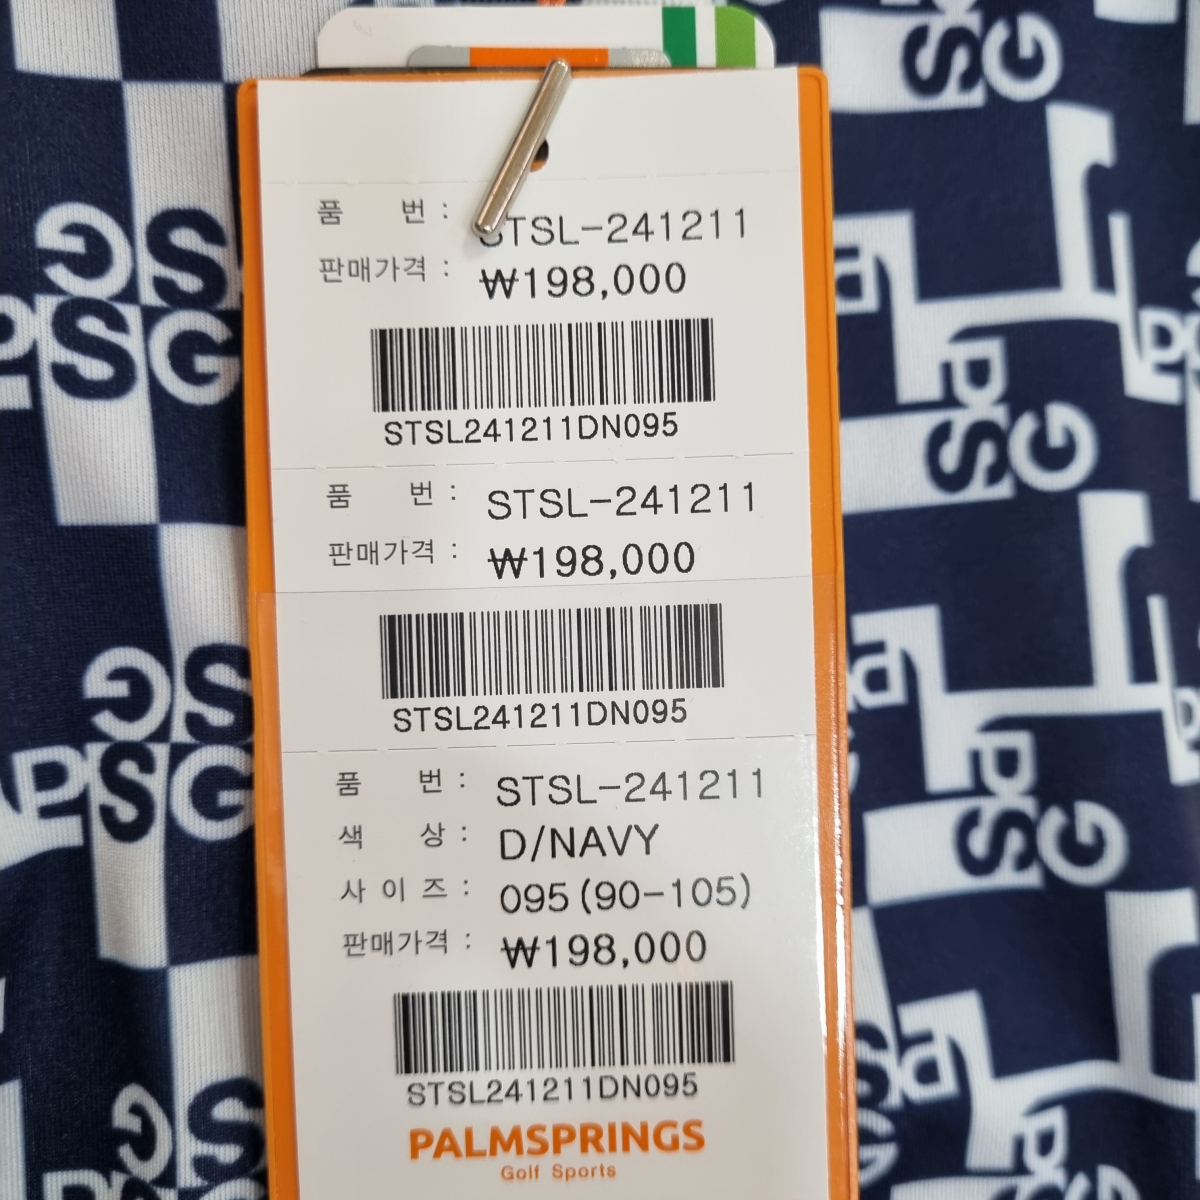 품 번 : STSL-241211
판매가격 : ₩198,000
STSL241211DN095
품 번 : STSL-241211
판매가격 : ₩198,000
STSL241211DN095
품 번 : STSL-241211
색 상 : D/NAVY
사 이 즈 : 095 (90-105)
판매가격 : ₩198,000
STSL241211DN095
PALMSPRINGS
Golf Sports